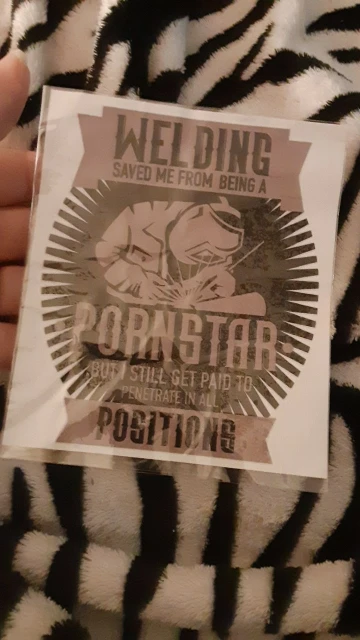 WELDING
SAVED ME FROM BEING A
PORNSTAR
BUT I STILL GET PAID TO
PENETRATE IN ALL
POSITIONS